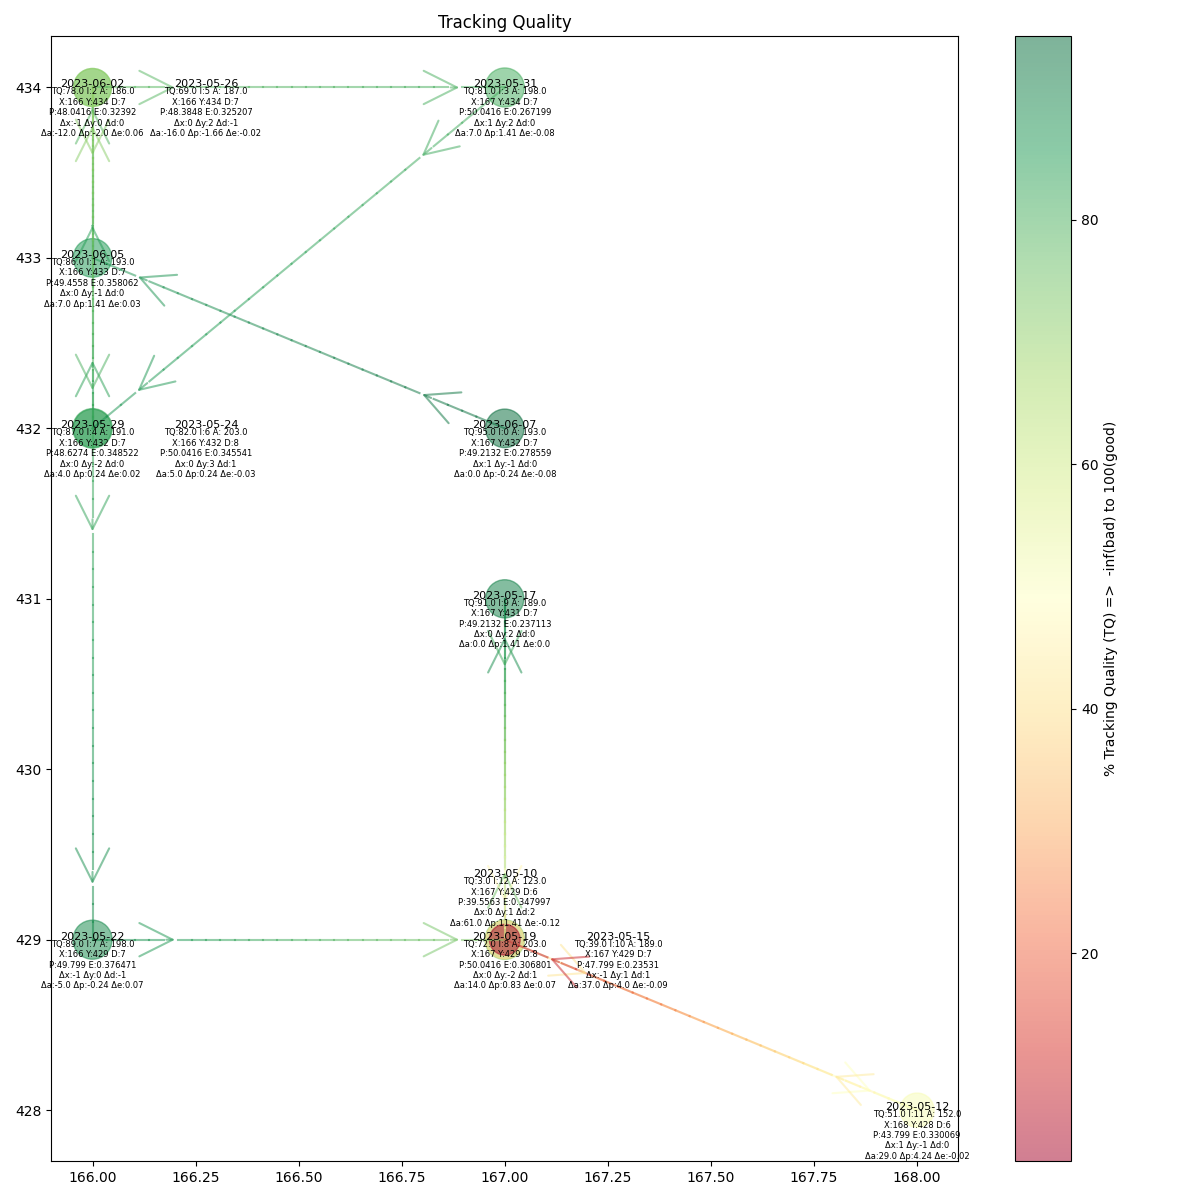 Tracking Quality
434
433
432
431
430
429
428
166.00
166.25
166.50
166.75
167.00
167.25
167.50
167.75
168.00
2023-06-02
TQ:78.0 I:2 A: 186.0
X:166 Y:434 D:7
P:48.0416 E:0.32392
Δx:-1 Δy:0 Δd:0
Δa:-12.0 Δp:-2.0 Δe:0.06
2023-05-26
TQ:69.0 I:5 A: 187.0
X:166 Y:434 D:7
P:48.3848 E:0.325207
Δx:0 Δy:2 Δd:-1
Δa:-16.0 Δp:-1.66 Δe:-0.02
2023-05-31
TQ:81.0 I:3 A: 198.0
X:167 Y:434 D:7
P:50.0416 E:0.267199
Δx:1 Δy:2 Δd:0
Δa:7.0 Δp:1.41 Δe:-0.08
2023-06-05
TQ:86.0 I:1 A: 193.0
X:166 Y:433 D:7
P:49.4558 E:0.358062
Δx:0 Δy:-1 Δd:0
Δa:7.0 Δp:1.41 Δe:0.03
2023-05-29
TQ:87.0 I:4 A: 191.0
X:166 Y:432 D:7
P:48.6274 E:0.348522
Δx:0 Δy:-2 Δd:0
Δa:4.0 Δp:0.24 Δe:0.02
2023-05-24
TQ:82.0 I:6 A: 203.0
X:166 Y:432 D:8
P:50.0416 E:0.345541
Δx:0 Δy:3 Δd:1
Δa:5.0 Δp:0.24 Δe:-0.03
2023-06-07
TQ:95.0 I:0 A: 193.0
X:167 Y:432 D:7
P:49.2132 E:0.278559
Δx:1 Δy:-1 Δd:0
Δa:0.0 Δp:-0.24 Δe:-0.08
2023-05-17
TQ:91.0 I:9 A: 189.0
X:167 Y:431 D:7
P:49.2132 E:0.237113
Δx:0 Δy:2 Δd:0
Δa:0.0 Δp:1.41 Δe:0.0
2023-05-10
TQ:3.0 I:12 A: 123.0
X:167 Y:429 D:6
P:39.5563 E:0.347997
Δx:0 Δy:1 Δd:2
Δa:61.0 Δp:11.41 Δe:-0.12
2023-05-22
TQ:89.0 I:7 A: 198.0
X:166 Y:429 D:7
P:49.799 E:0.376471
Δx:-1 Δy:0 Δd:-1
Δa:-5.0 Δp:-0.24 Δe:0.07
2023-05-19
TQ:72.0 I:8 A: 203.0
X:167 Y:429 D:8
P:50.0416 E:0.306801
Δx:0 Δy:-2 Δd:1
Δa:14.0 Δp:0.83 Δe:0.07
2023-05-15
TQ:39.0 I:10 A: 189.0
X:167 Y:429 D:7
P:47.799 E:0.23531
Δx:-1 Δy:1 Δd:1
Δa:37.0 Δp:4.0 Δe:-0.09
2023-05-12
TQ:51.0 I:11 A: 152.0
X:168 Y:428 D:6
P:43.799 E:0.330069
Δx:1 Δy:-1 Δd:0
Δa:29.0 Δp:4.24 Δe:-0.02
80
60
40
20
% Tracking Quality (TQ) => -inf(bad) to 100(good)